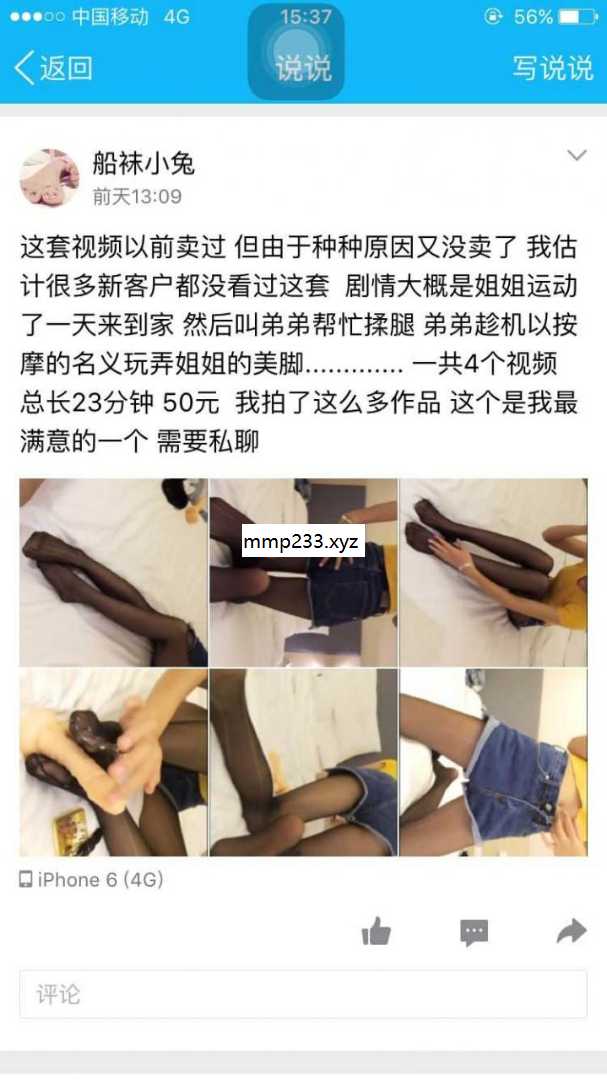 中国移动 4G 15:37 56%
返回 说说 写说说
船袜小兔
前天13:09
这套视频以前卖过 但由于种种原因又没卖了 我估
计很多新客户都没看过这套 剧情大概是姐姐运动
了一天来到家 然后叫弟弟帮忙揉腿 弟弟趁机以按
摩的名义玩弄姐姐的美脚............. 一共4个视频
总长23分钟 50元 我拍了这么多作品 这个是我最
满意的一个 需要私聊
mmp233.xyz
iPhone 6 (4G)
评论